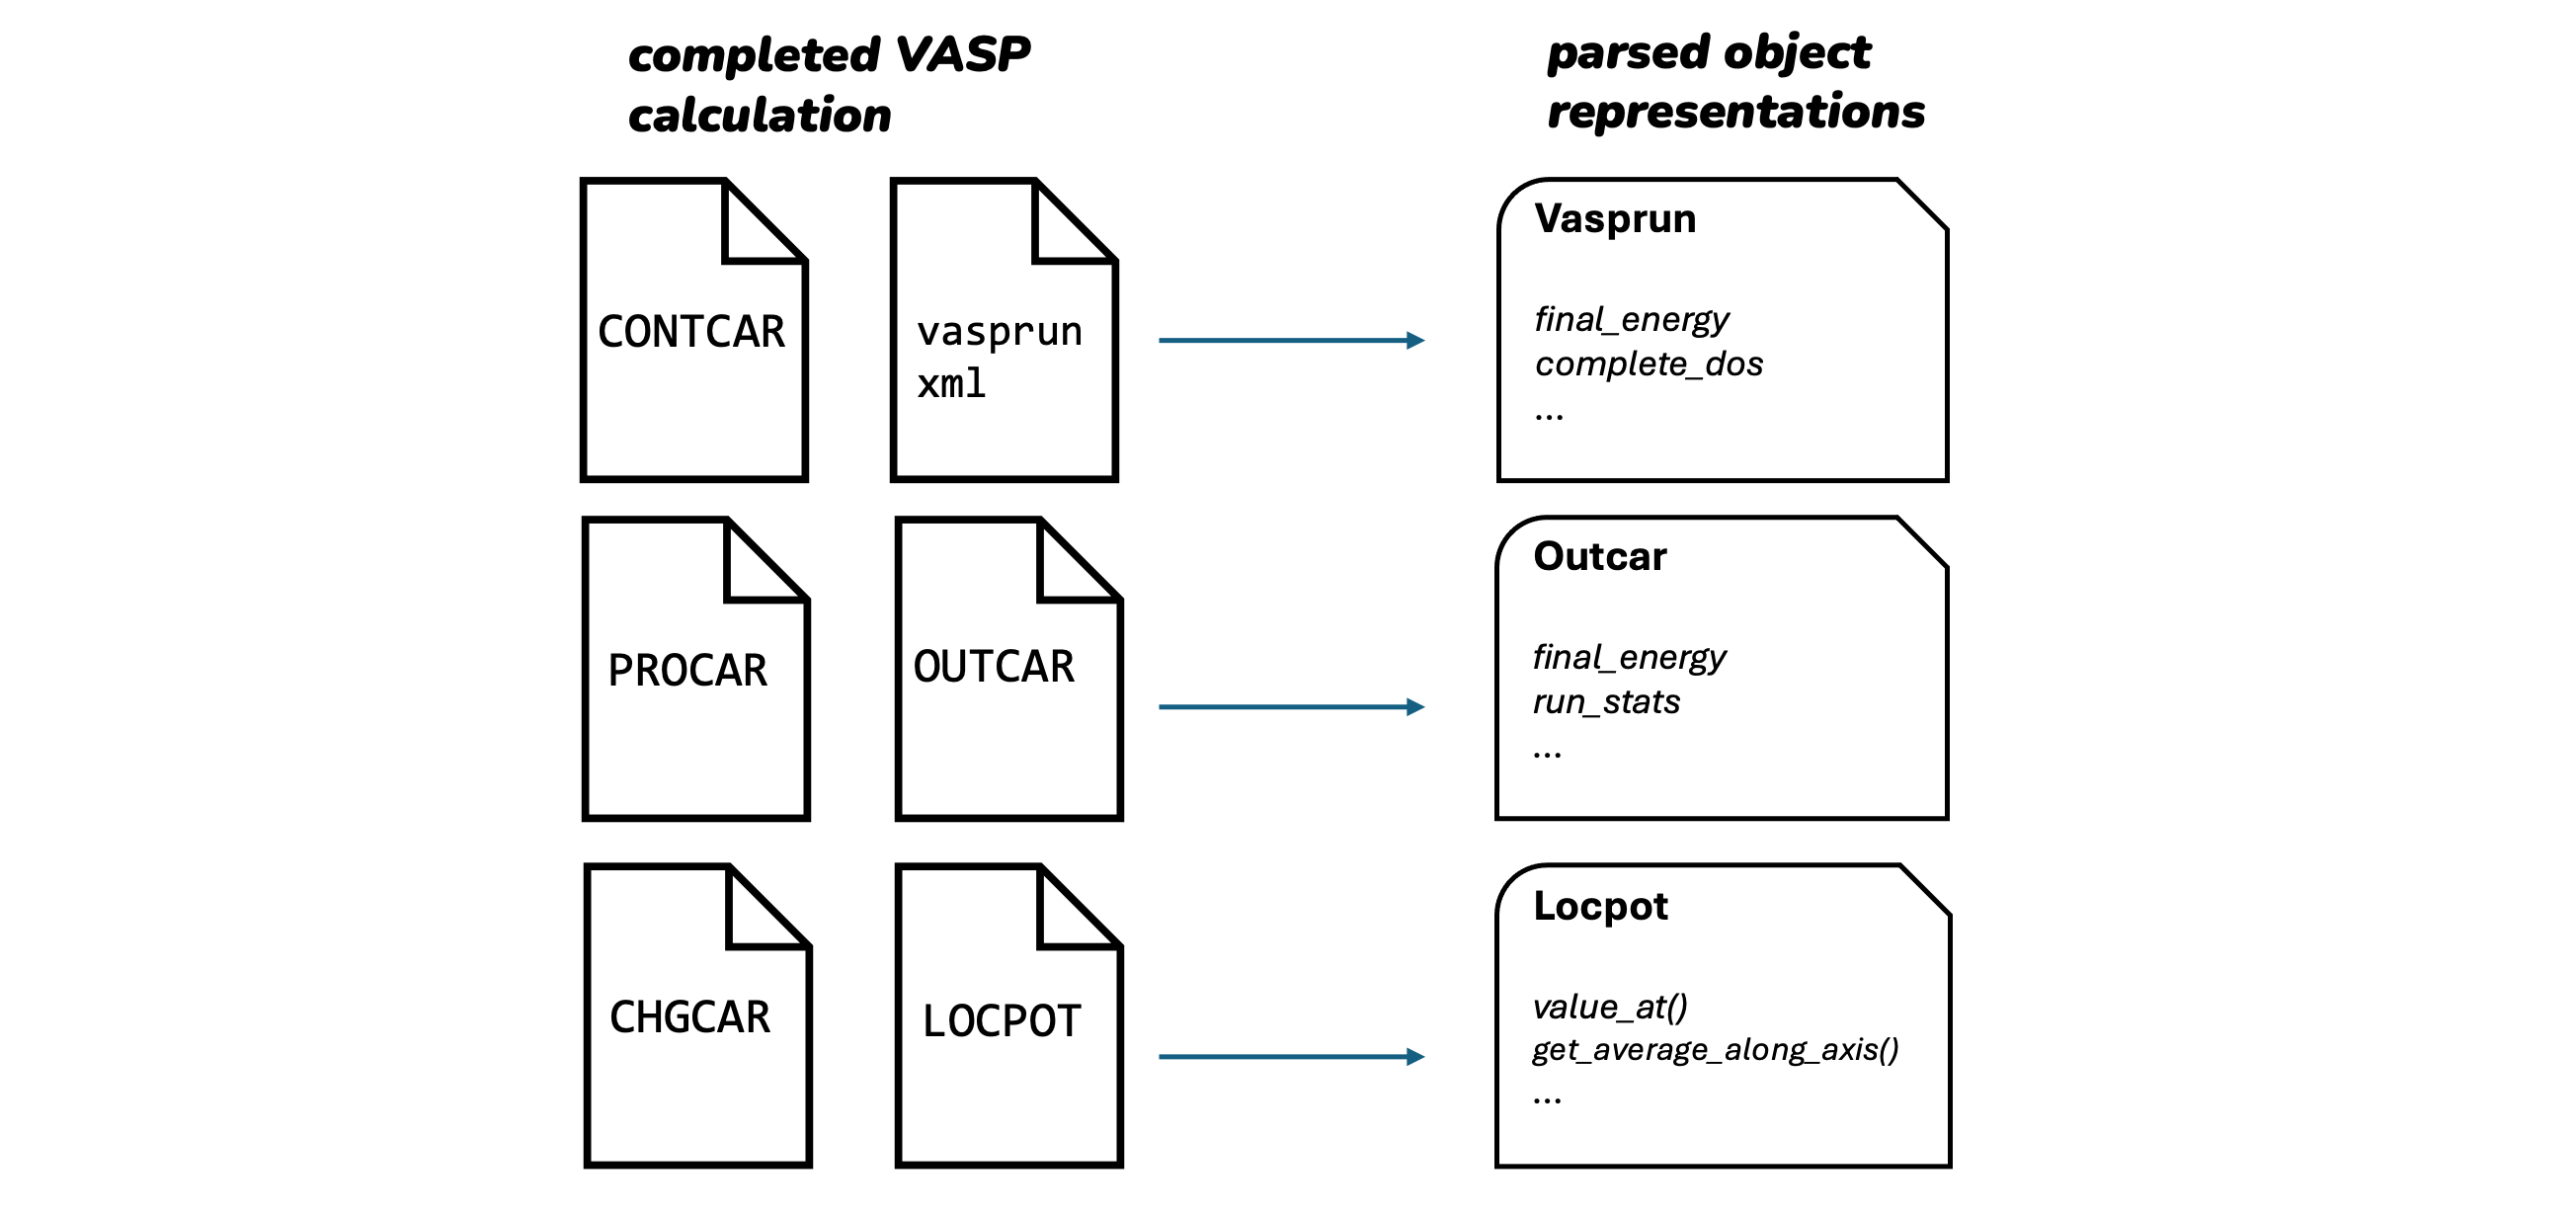 completed VASP
calculation
parsed object
representations
CONTCAR
vasprun
xml
Vasprun
final_energy
complete_dos
...
PROCAR
OUTCAR
Outcar
final_energy
run_stats
...
CHGCAR
LOCPOT
Locpot
value_at()
get_average_along_axis()
...